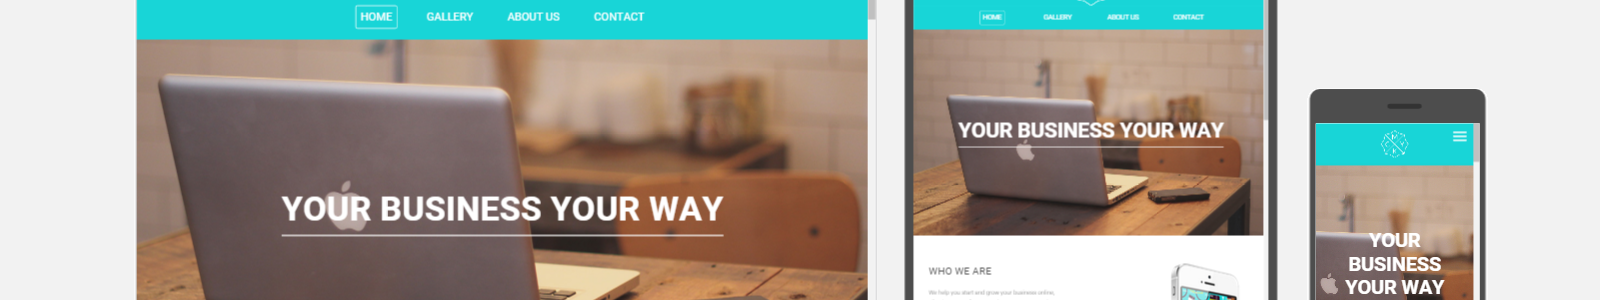 HOME GALLERY ABOUT US CONTACT
YOUR BUSINESS YOUR WAY
HOME GALLERY ABOUT US CONTACT
YOUR BUSINESS YOUR WAY
WHO WE ARE
We help you start and grow your business online,
YOUR
BUSINESS
YOUR WAY